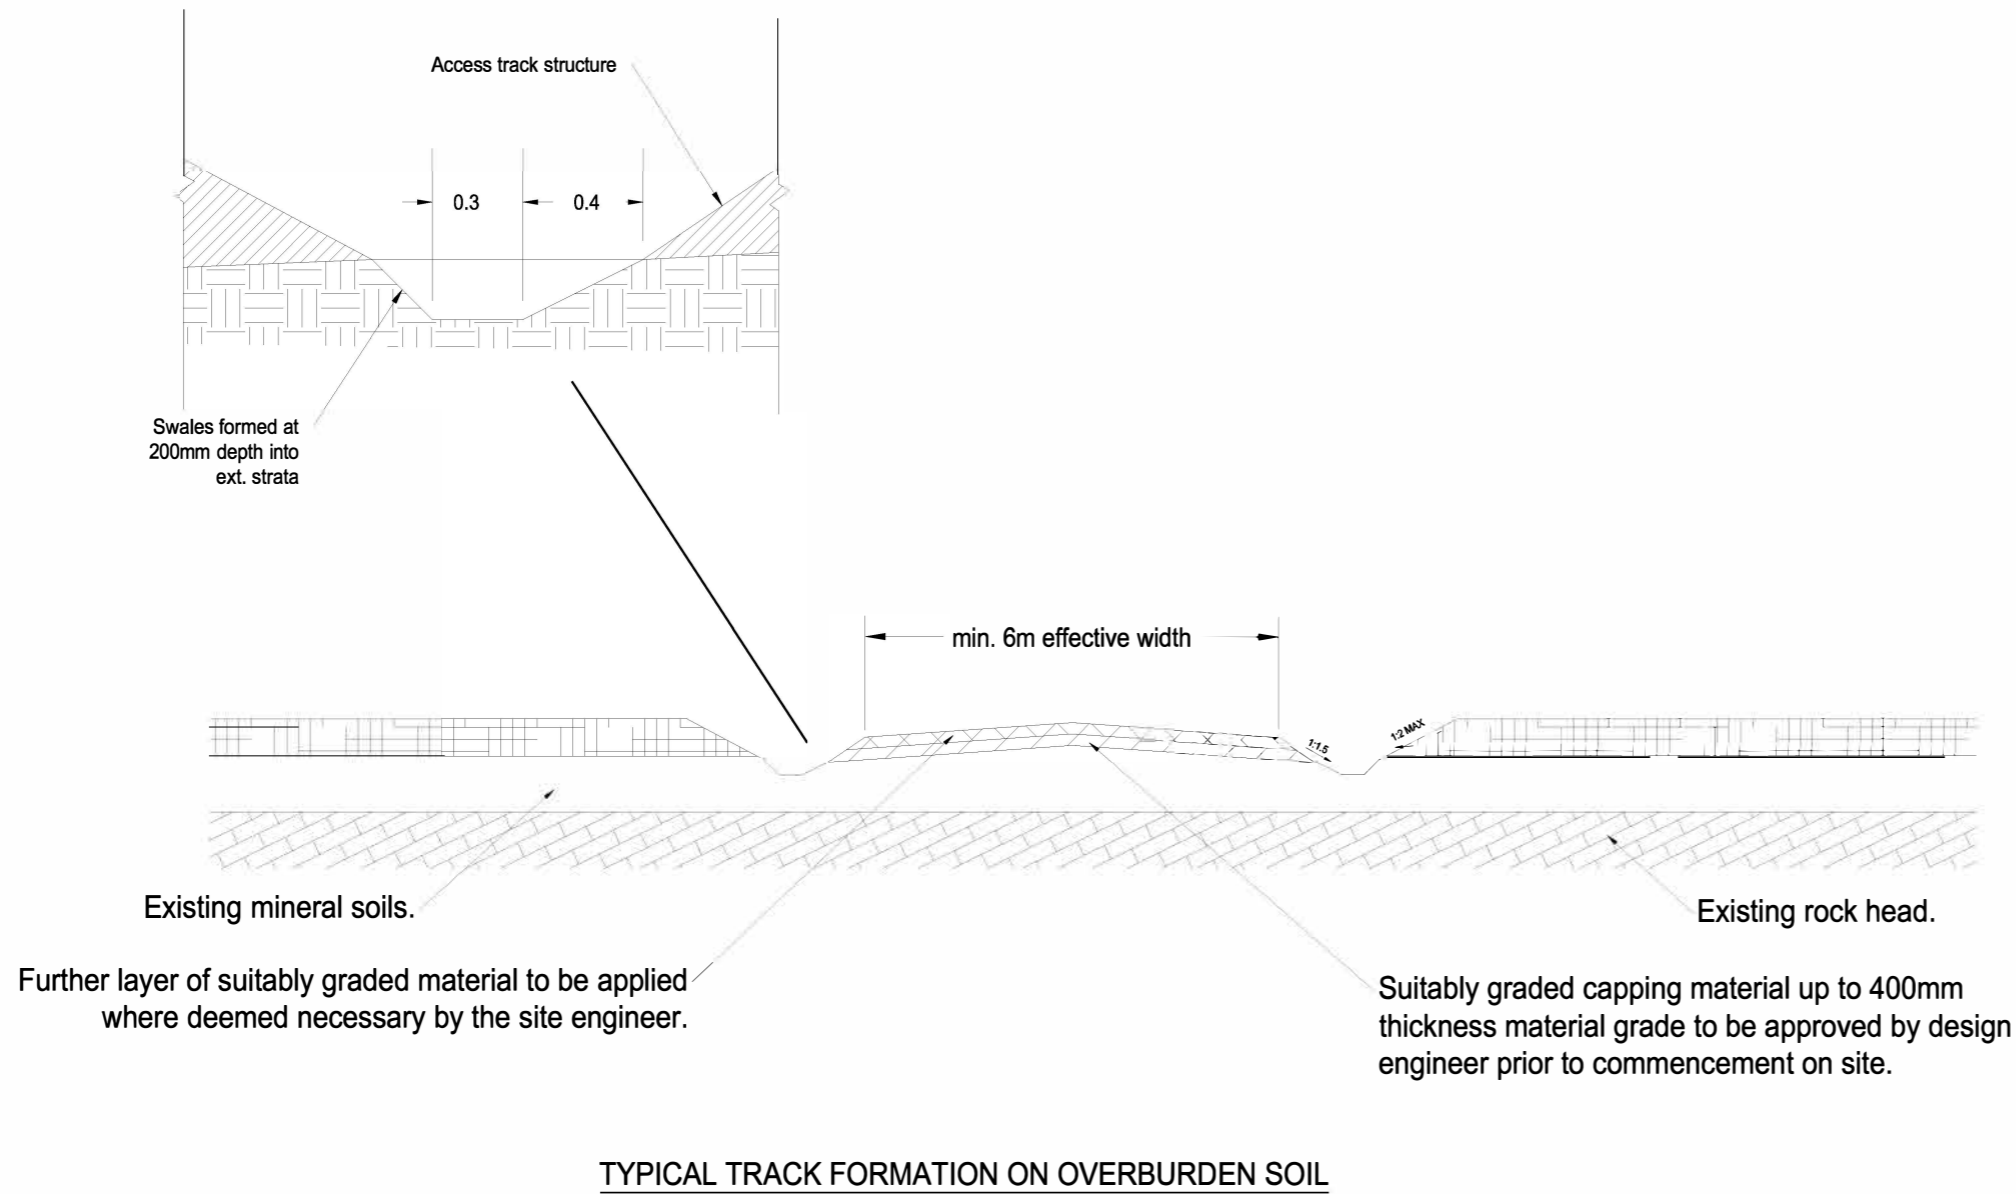 Access track structure
0.3
0.4
Swales formed at
200mm depth into
ext. strata
min. 6m effective width
1:1.5
1:2 MAX
Existing mineral soils.
Existing rock head.
Further layer of suitably graded material to be applied
where deemed necessary by the site engineer.
Suitably graded capping material up to 400mm
thickness material grade to be approved by design
engineer prior to commencement on site.
TYPICAL TRACK FORMATION ON OVERBURDEN SOIL